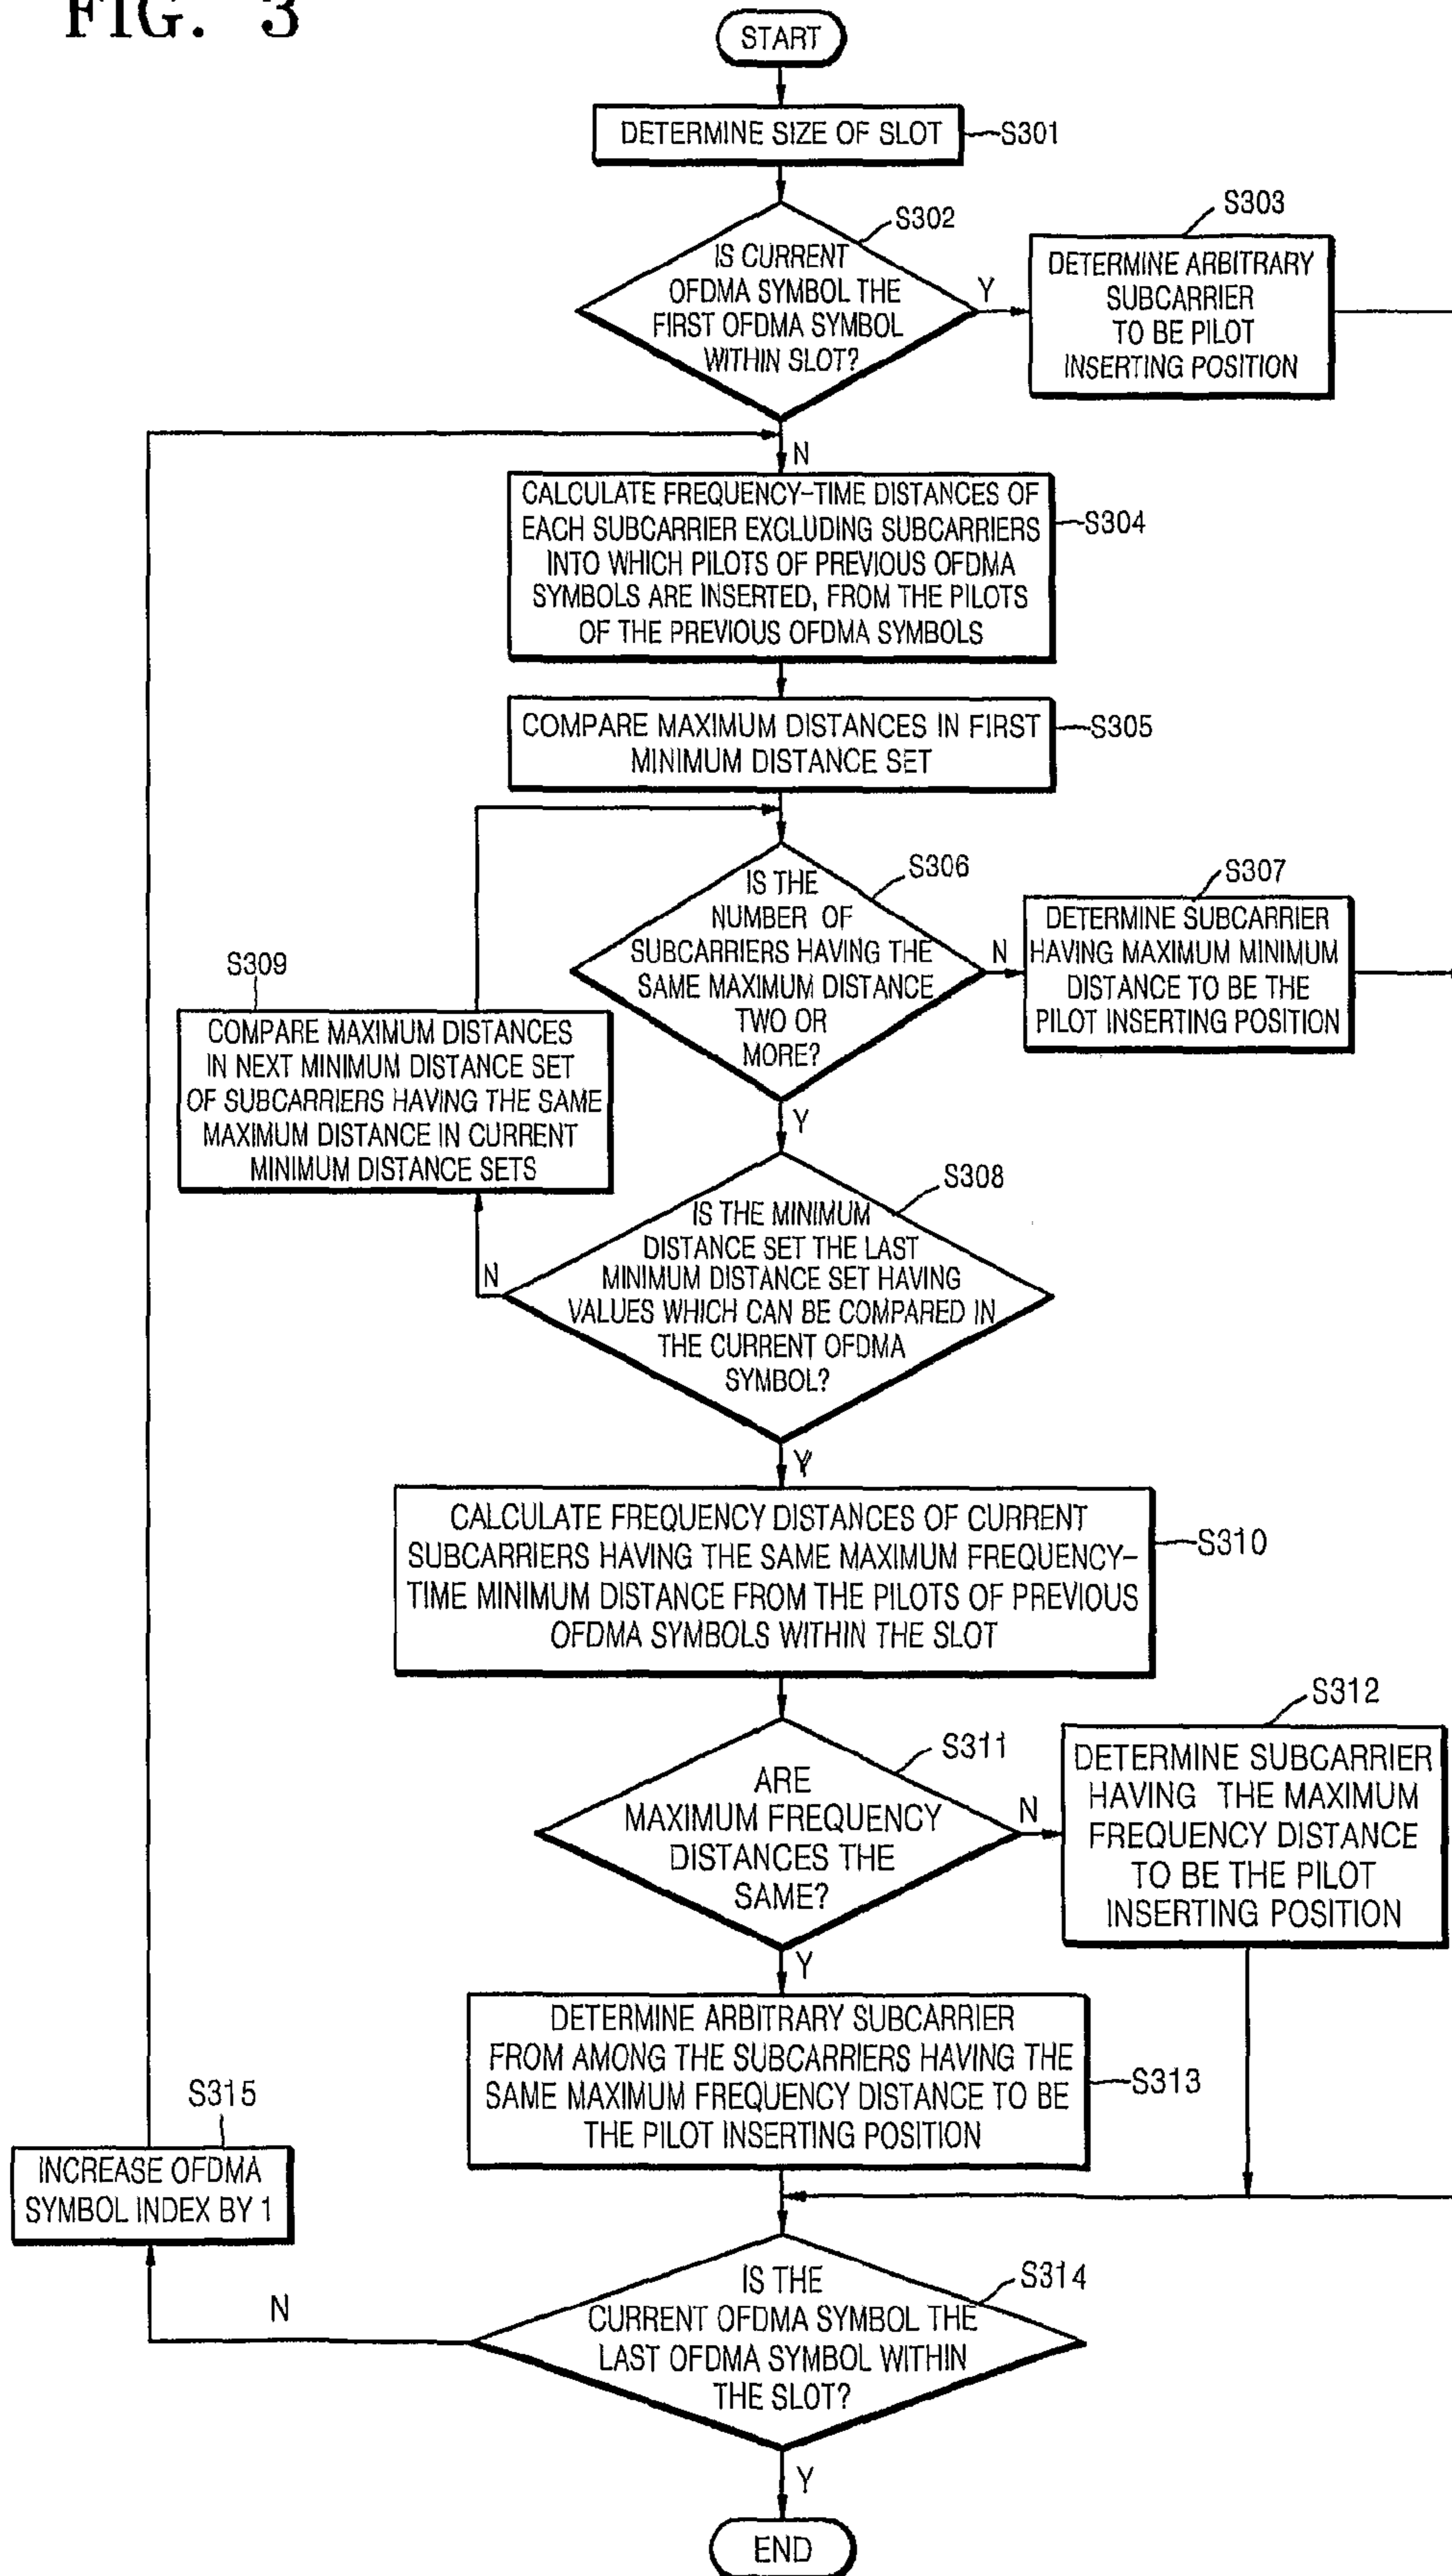 FIG. 3
START
DETERMINE SIZE OF SLOT
S301
S302
IS CURRENT
OFDMA SYMBOL THE
FIRST OFDMA SYMBOL
WITHIN SLOT?
Y
S303
DETERMINE ARBITRARY
SUBCARRIER
TO BE PILOT
INSERTING POSITION
N
CALCULATE FREQUENCY-TIME DISTANCES OF
EACH SUBCARRIER EXCLUDING SUBCARRIERS
INTO WHICH PILOTS OF PREVIOUS OFDMA
SYMBOLS ARE INSERTED, FROM THE PILOTS
OF THE PREVIOUS OFDMA SYMBOLS
S304
COMPARE MAXIMUM DISTANCES IN FIRST
MINIMUM DISTANCE SET
S305
S306
IS THE
NUMBER OF
SUBCARRIERS HAVING THE
SAME MAXIMUM DISTANCE
TWO OR
MORE?
N
S307
DETERMINE SUBCARRIER
HAVING MAXIMUM MINIMUM
DISTANCE TO BE THE
PILOT INSERTING POSITION
S309
COMPARE MAXIMUM DISTANCES
IN NEXT MINIMUM DISTANCE SET
OF SUBCARRIERS HAVING THE SAME
MAXIMUM DISTANCE IN CURRENT
MINIMUM DISTANCE SETS
Y
S308
IS THE MINIMUM
DISTANCE SET THE LAST
MINIMUM DISTANCE SET HAVING
VALUES WHICH CAN BE COMPARED IN
THE CURRENT OFDMA
SYMBOL?
N
Y
CALCULATE FREQUENCY DISTANCES OF CURRENT
SUBCARRIERS HAVING THE SAME MAXIMUM FREQUENCY-
TIME MINIMUM DISTANCE FROM THE PILOTS OF PREVIOUS
OFDMA SYMBOLS WITHIN THE SLOT
S310
S311
ARE
MAXIMUM FREQUENCY
DISTANCES THE
SAME?
N
S312
DETERMINE SUBCARRIER
HAVING THE MAXIMUM
FREQUENCY DISTANCE
TO BE THE PILOT
INSERTING POSITION
Y
DETERMINE ARBITRARY SUBCARRIER
FROM AMONG THE SUBCARRIERS HAVING THE
SAME MAXIMUM FREQUENCY DISTANCE TO BE
THE PILOT INSERTING POSITION
S313
S315
INCREASE OFDMA
SYMBOL INDEX BY 1
S314
IS THE
CURRENT OFDMA SYMBOL THE
LAST OFDMA SYMBOL WITHIN
THE SLOT?
N
Y
END